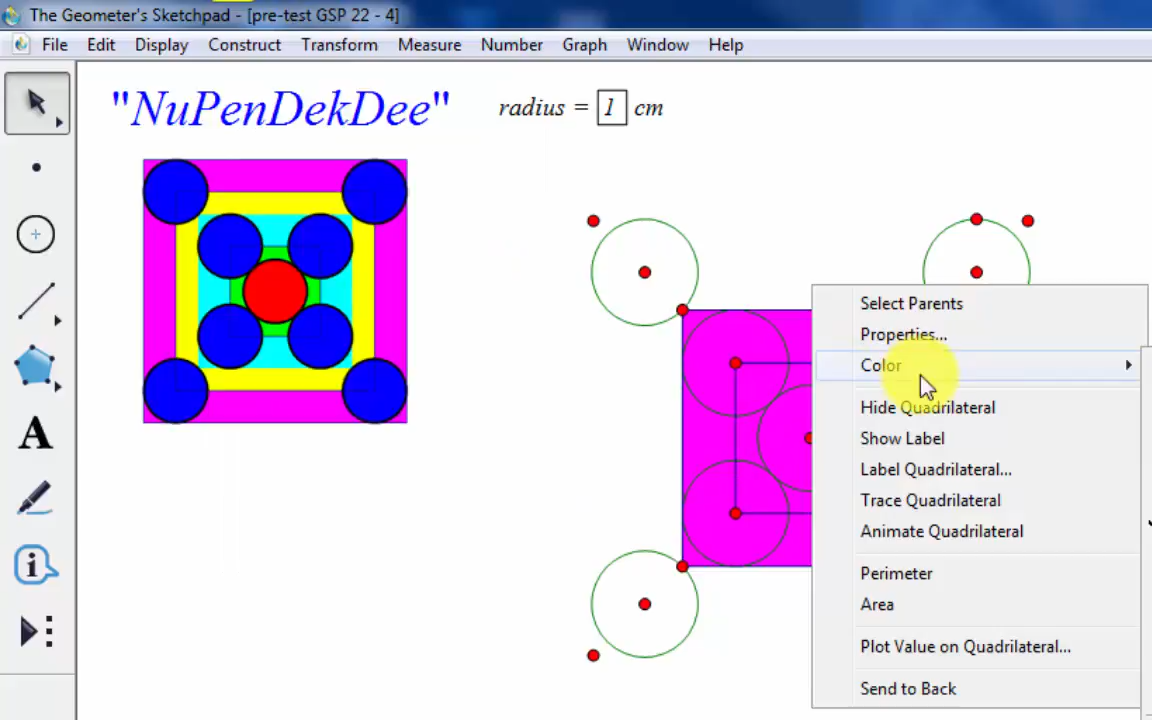 The Geometer's Sketchpad - [pre-test GSP 22 - 4]
File Edit Display Construct Transform Measure Number Graph Window Help
"NuPenDekDee" radius = 1 cm
Select Parents
Properties...
Color
Hide Quadrilateral
Show Label
Label Quadrilateral...
Trace Quadrilateral
Animate Quadrilateral
Perimeter
Area
Plot Value on Quadrilateral...
Send to Back
A
i